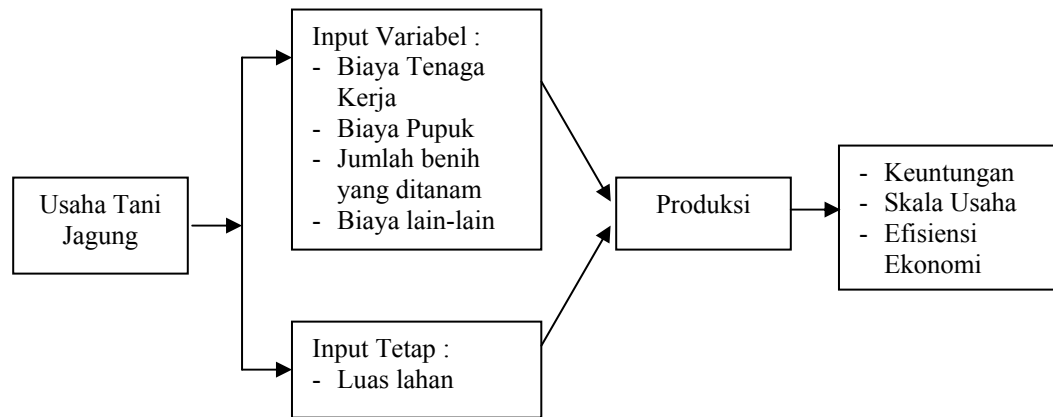 Usaha Tani
Jagung
Input Variabel :
- Biaya Tenaga
Kerja
- Biaya Pupuk
- Jumlah benih
yang ditanam
- Biaya lain-lain
Input Tetap :
- Luas lahan
Produksi
- Keuntungan
- Skala Usaha
- Efisiensi
Ekonomi